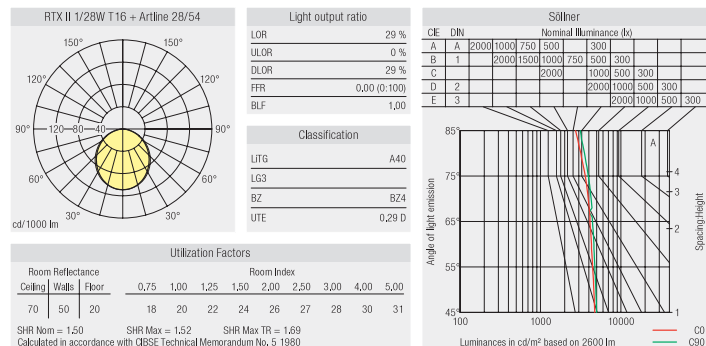 RTX II 1/28W T16 + Artline 28/54
150° 150°
120° 120°
90° 120 80 40 90°
60° 60°
30° 30°
cd/1000 lm
Light output ratio
LOR 29 %
ULOR 0 %
DLOR 29 %
FFR 0,00 (0:100)
BLF 1,00
Classification
LiTG A40
LG3
BZ BZ4
UTE 0,29 D
Utilization Factors
Room Reflectance Room Index
Ceiling Walls Floor 0,75 1,00 1,25 1,50 2,00 2,50 3,00 4,00 5,00
70 50 20 18 20 22 24 26 27 28 30 31
SHR Nom = 1.50 SHR Max = 1.52 SHR Max TR = 1.69
Calculated in accordance with CIBSE Technical Memorandum No. 5 1980
Söllner
CIE DIN Nominal Illuminance (lx)
A A 2000 1000 750 500 300
B 1 2000 1500 1000 750 500 300
C 2000 1000 500 300
D 2 2000 1000 500 300
E 3 2000 1000 500 300
85°
A
75° 4
3
65°
2
55°
45° 1
Angle of light emission
Spacing:Height
100 1000 10000
Luminances in cd/m² based on 2600 lm
C0
C90